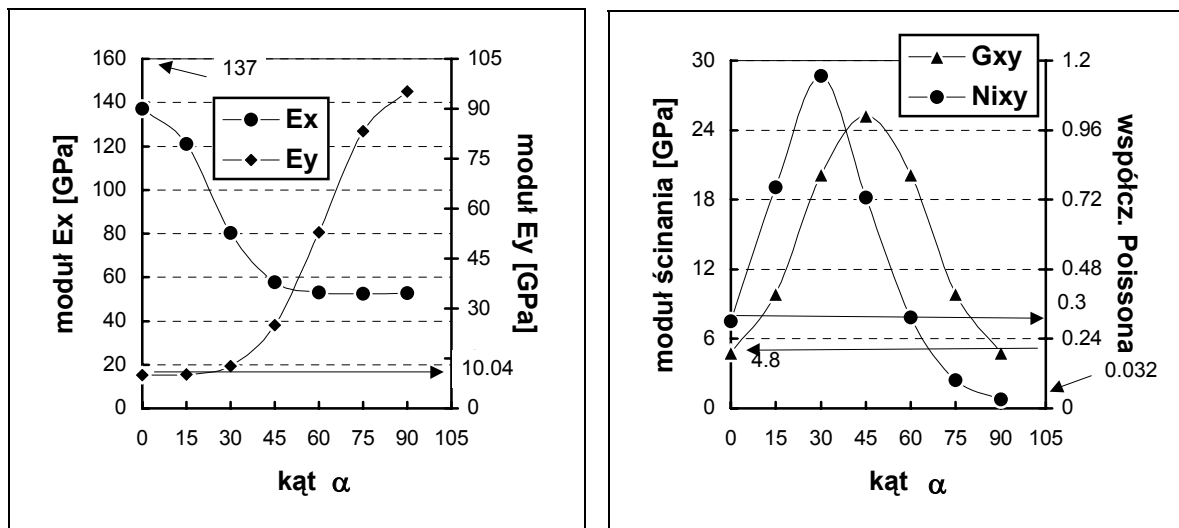 160
140
120
100
80
60
40
20
0
moduł Ex [GPa]
137
Ex
Ey
105
90
75
60
45
30
15
0
10.04
moduł Ey [GPa]
0 15 30 45 60 75 90 105
kąt α
30
24
18
12
6
0
moduł ścinania [GPa]
Gxy
Nixy
1.2
0.96
0.72
0.48
0.3
0.24
0
0.032
4.8
współcz. Poissona
0 15 30 45 60 75 90 105
kąt α